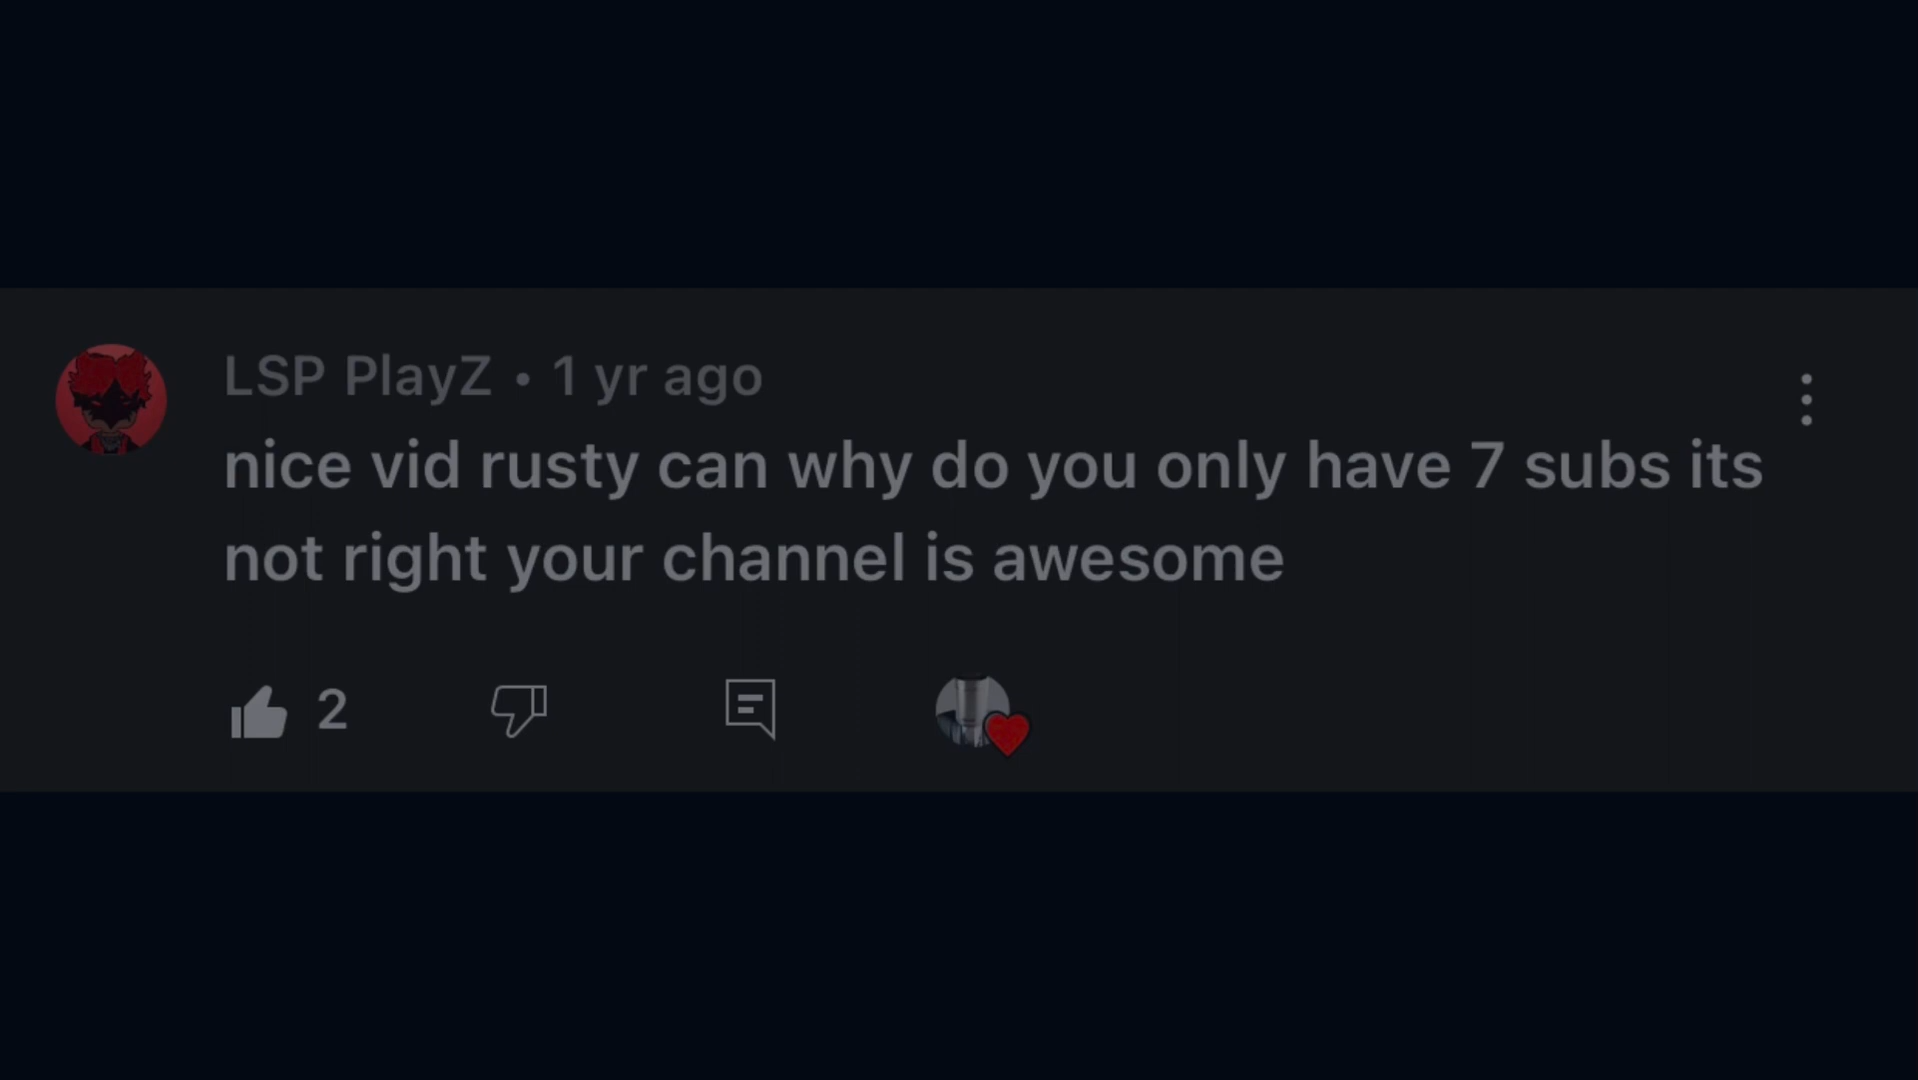 LSP PlayZ • 1 yr ago
nice vid rusty can why do you only have 7 subs its
not right your channel is awesome
2